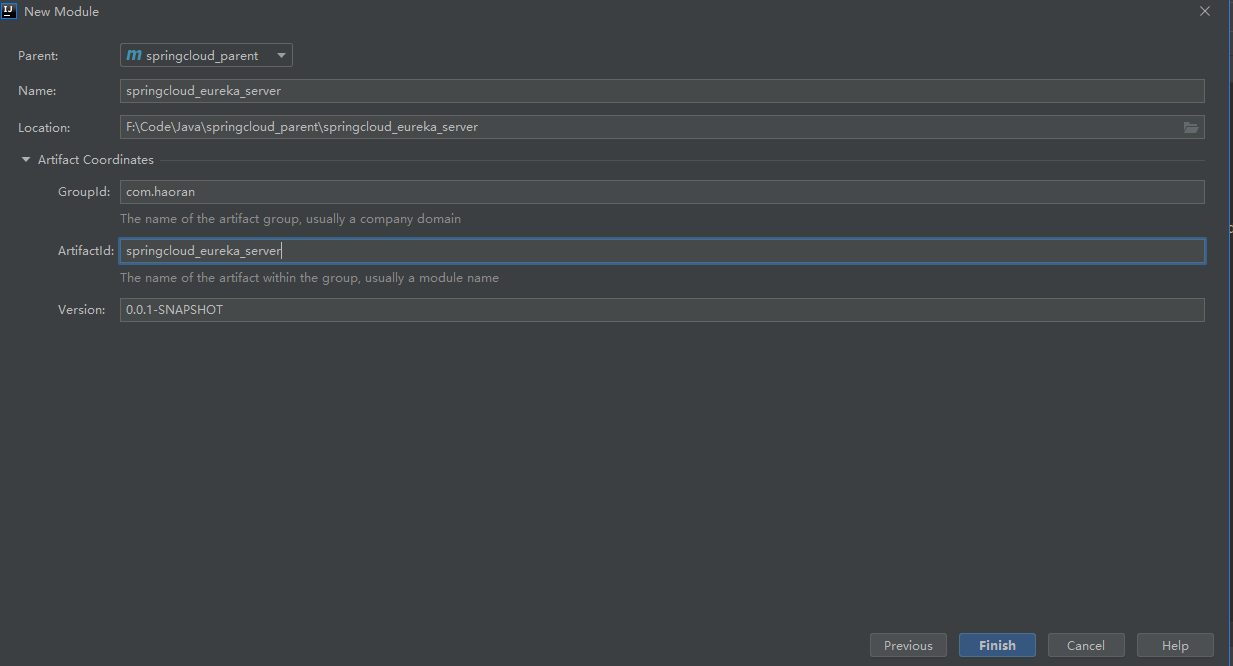 New Module
Parent: springcloud_parent
Name: springcloud_eureka_server
Location: F:\Code\Java\springcloud_parent\springcloud_eureka_server
Artifact Coordinates
GroupId: com.haoran
The name of the artifact group, usually a company domain
ArtifactId: springcloud_eureka_server
The name of the artifact within the group, usually a module name
Version: 0.0.1-SNAPSHOT
Previous Finish Cancel Help